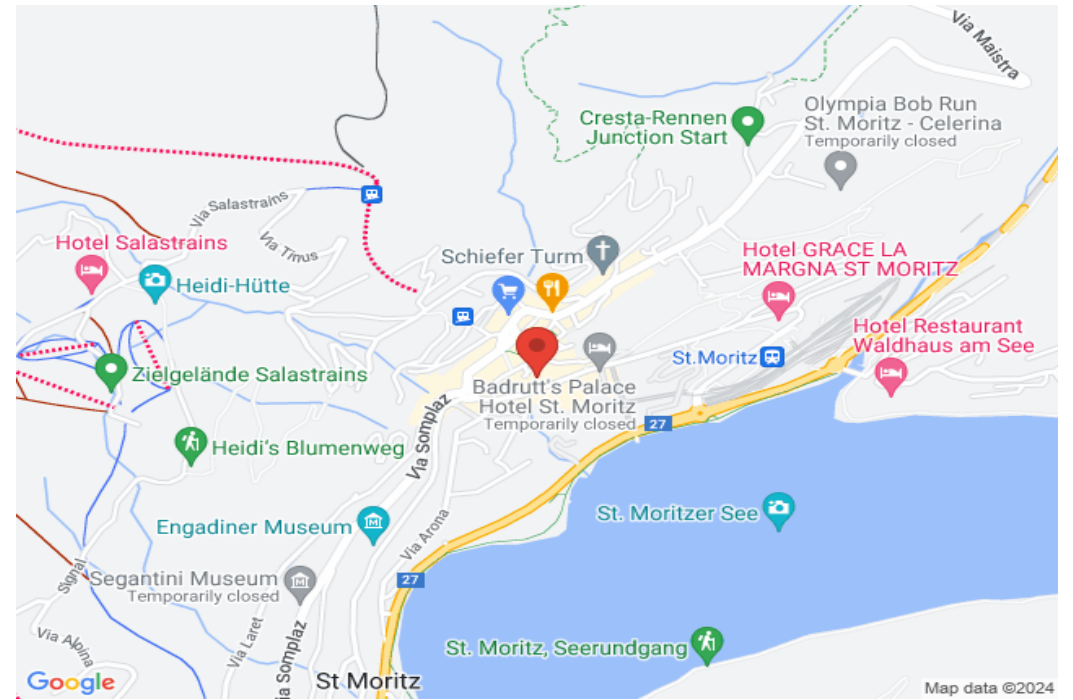 Via Maistra
Cresta-Rennen
Junction Start
Olympia Bob Run
St. Moritz - Celerina
Temporarily closed
Via Salastrains
Via Tinus
Hotel Salastrains
Heidi-Hütte
Schiefer Turm
Hotel GRACE LA
MARGNA ST MORITZ
Hotel Restaurant
Waldhaus am See
St.Moritz
Zielgelände Salastrains
Badrutt's Palace
Hotel St. Moritz
Temporarily closed
27
Via Somplaz
Heidi's Blumenweg
Engadiner Museum
St. Moritzer See
Via Arona
Segantini Museum
Temporarily closed
27
Signal
Via Alpina
Via Laret
Via Somplaz
St Moritz
St. Moritz, Seerundgang
Google
Map data ©2024